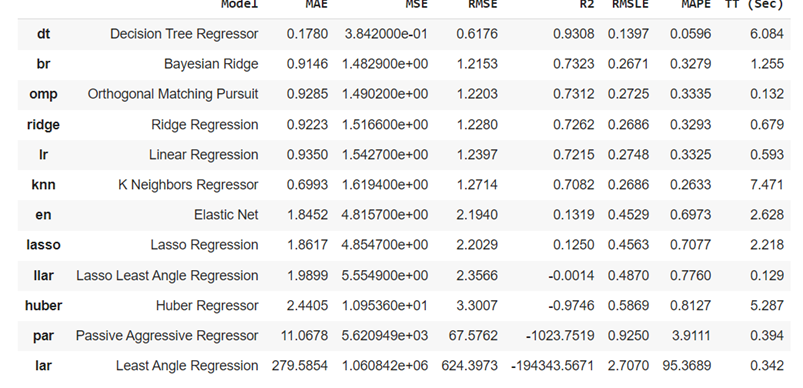 Model MAE MSE RMSE R2 RMSLE MAPE TT (Sec)
dt Decision Tree Regressor 0.1780 3.842000e-01 0.6176 0.9308 0.1397 0.0596 6.084
br Bayesian Ridge 0.9146 1.482900e+00 1.2153 0.7323 0.2671 0.3279 1.255
omp Orthogonal Matching Pursuit 0.9285 1.490200e+00 1.2203 0.7312 0.2725 0.3335 0.132
ridge Ridge Regression 0.9223 1.516600e+00 1.2280 0.7262 0.2686 0.3293 0.679
lr Linear Regression 0.9350 1.542700e+00 1.2397 0.7215 0.2748 0.3325 0.593
knn K Neighbors Regressor 0.6993 1.619400e+00 1.2714 0.7082 0.2686 0.2633 7.471
en Elastic Net 1.8452 4.815700e+00 2.1940 0.1319 0.4529 0.6973 2.628
lasso Lasso Regression 1.8617 4.854700e+00 2.2029 0.1250 0.4563 0.7077 2.218
llar Lasso Least Angle Regression 1.9899 5.554900e+00 2.3566 -0.0014 0.4870 0.7760 0.129
huber Huber Regressor 2.4405 1.095360e+01 3.3007 -0.9746 0.5869 0.8127 5.287
par Passive Aggressive Regressor 11.0678 5.620949e+03 67.5762 -1023.7519 0.9250 3.9111 0.394
lar Least Angle Regression 279.5854 1.060842e+06 624.3973 -194343.5671 2.7070 95.3689 0.342